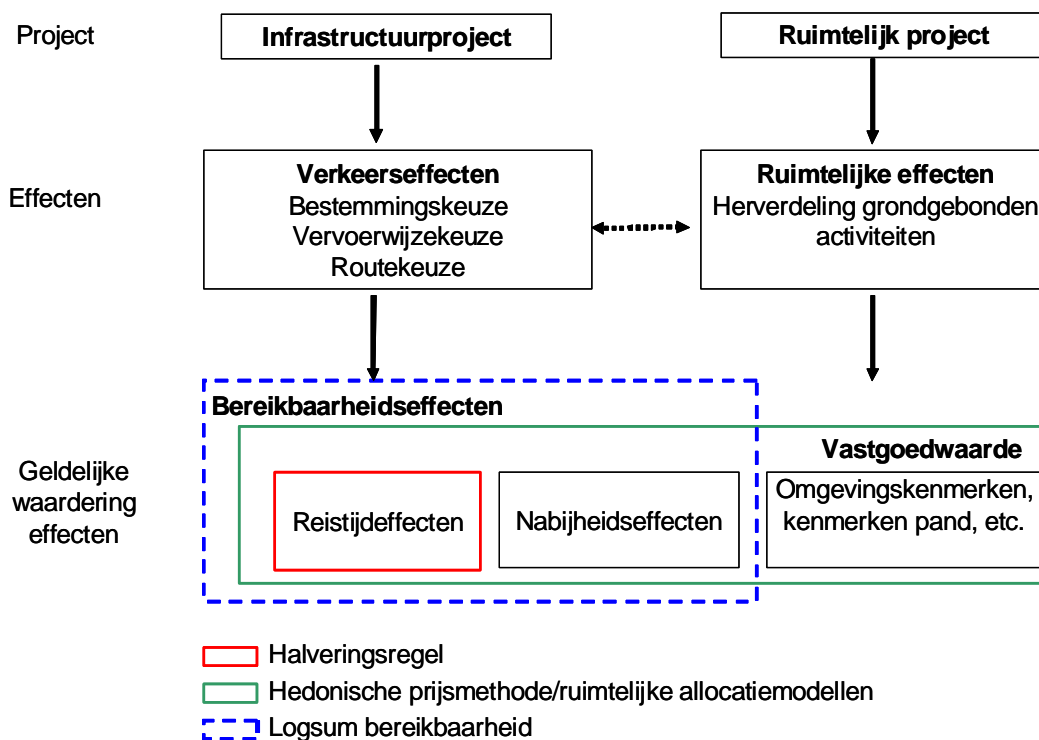 Project
Infrastructuurproject
Ruimtelijk project
Effecten
Verkeerseffecten
Bestemmingskeuze
Vervoerwijzekeuze
Routekeuze
Ruimtelijke effecten
Herverdeling grondgebonden
activiteiten
Geldelijke
waardering
effecten
Bereikbaarheidseffecten
Vastgoedwaarde
Reistijdeffecten
Nabijheidseffecten
Omgevingskenmerken,
kenmerken pand, etc.
Halveringsregel
Hedonische prijsmethode/ruimtelijke allocatiemodellen
Logsum bereikbaarheid